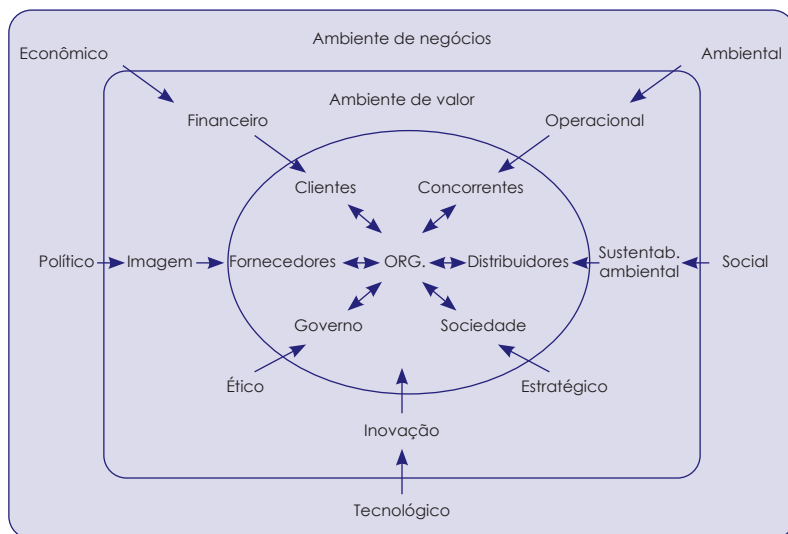 Ambiente de negócios
Econômico
Ambiental
Ambiente de valor
Financeiro
Operacional
Clientes
Concorrentes
Político
Imagem
Fornecedores
ORG.
Distribuidores
Sustentab.
ambiental
Social
Governo
Sociedade
Ético
Estratégico
Inovação
Tecnológico